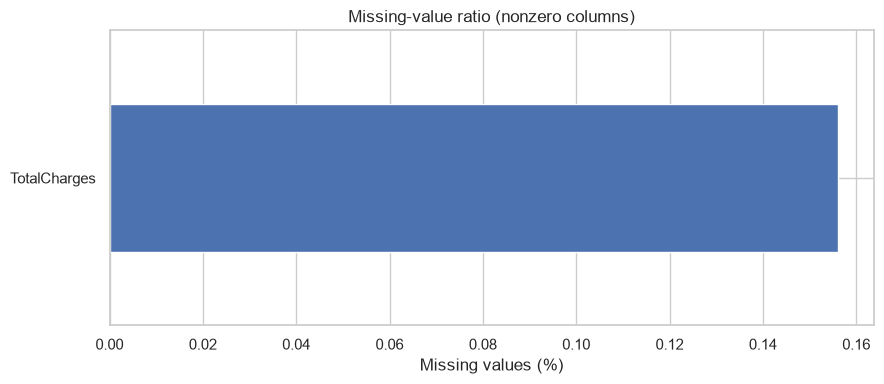 Missing-value ratio (nonzero columns)
TotalCharges
0.00 0.02 0.04 0.06 0.08 0.10 0.12 0.14 0.16
Missing values (%)